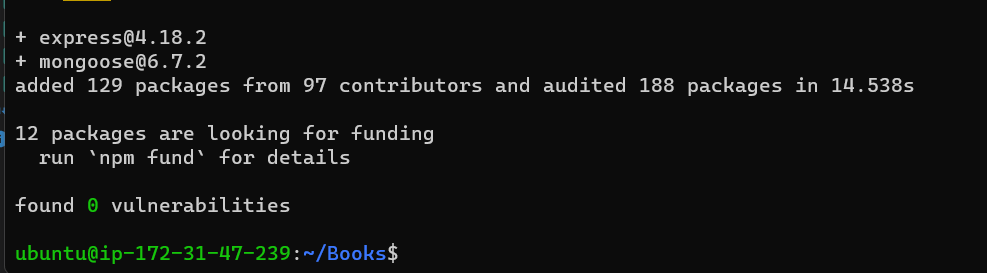 + express@4.18.2
+ mongoose@6.7.2
added 129 packages from 97 contributors and audited 188 packages in 14.538s
12 packages are looking for funding
  run `npm fund` for details
found 0 vulnerabilities
ubuntu@ip-172-31-47-239:~/Books$